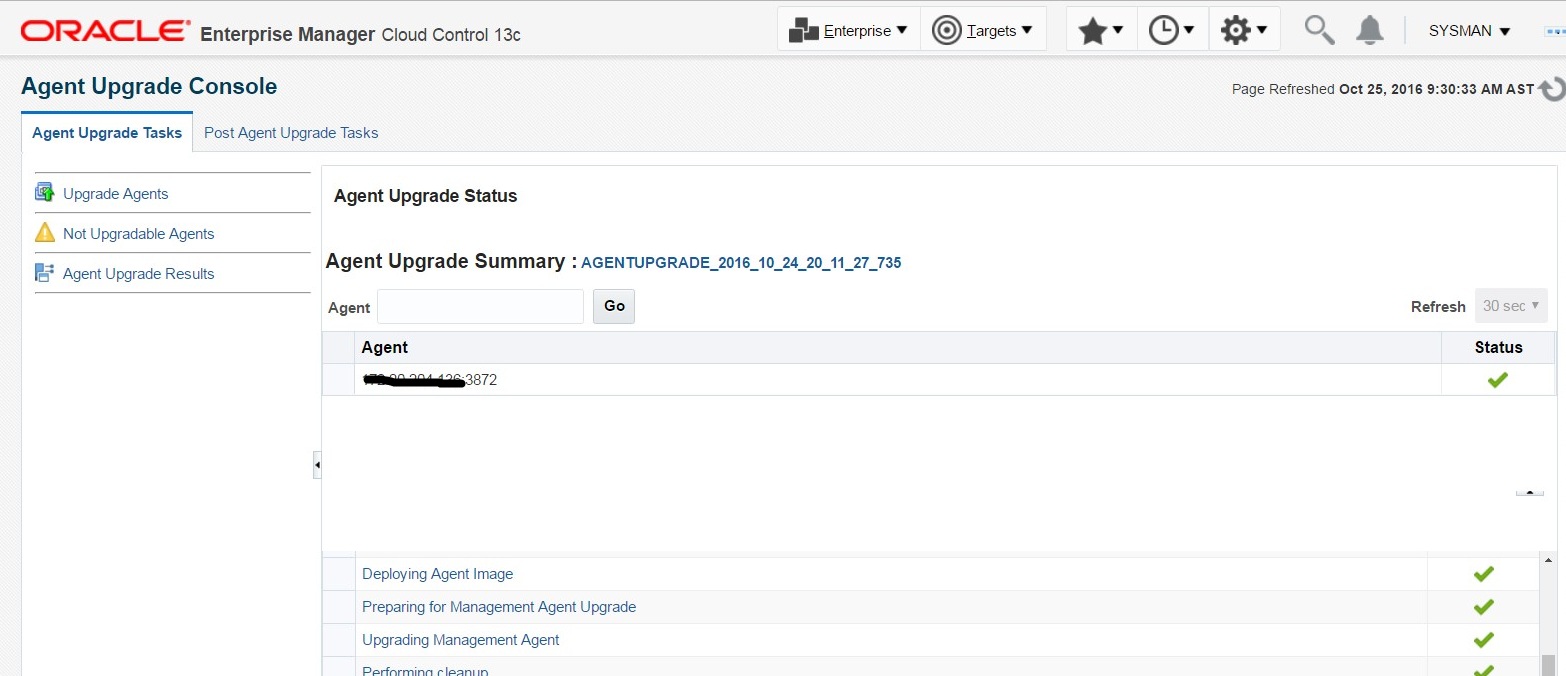 ORACLE® Enterprise Manager Cloud Control 13c Enterprise Targets SYSMAN
Agent Upgrade Console
Page Refreshed Oct 25, 2016 9:30:33 AM AST
Agent Upgrade Tasks Post Agent Upgrade Tasks
Upgrade Agents
Not Upgradable Agents
Agent Upgrade Results
Agent Upgrade Status
Agent Upgrade Summary : AGENTUPGRADE_2016_10_24_20_11_27_735
Agent Go Refresh 30 sec
Agent Status
:3872
Deploying Agent Image
Preparing for Management Agent Upgrade
Upgrading Management Agent
Performing cleanup